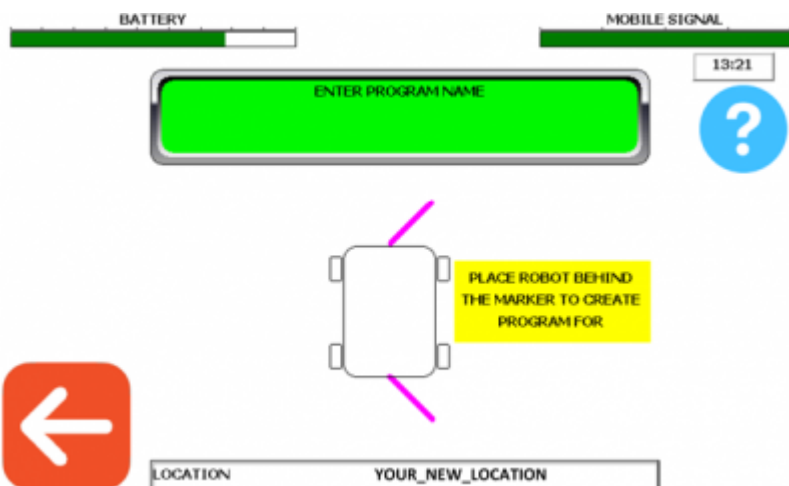 BATTERY
MOBILE SIGNAL
13:21
ENTER PROGRAM NAME
?
PLACE ROBOT BEHIND
THE MARKER TO CREATE
PROGRAM FOR
LOCATION YOUR_NEW_LOCATION